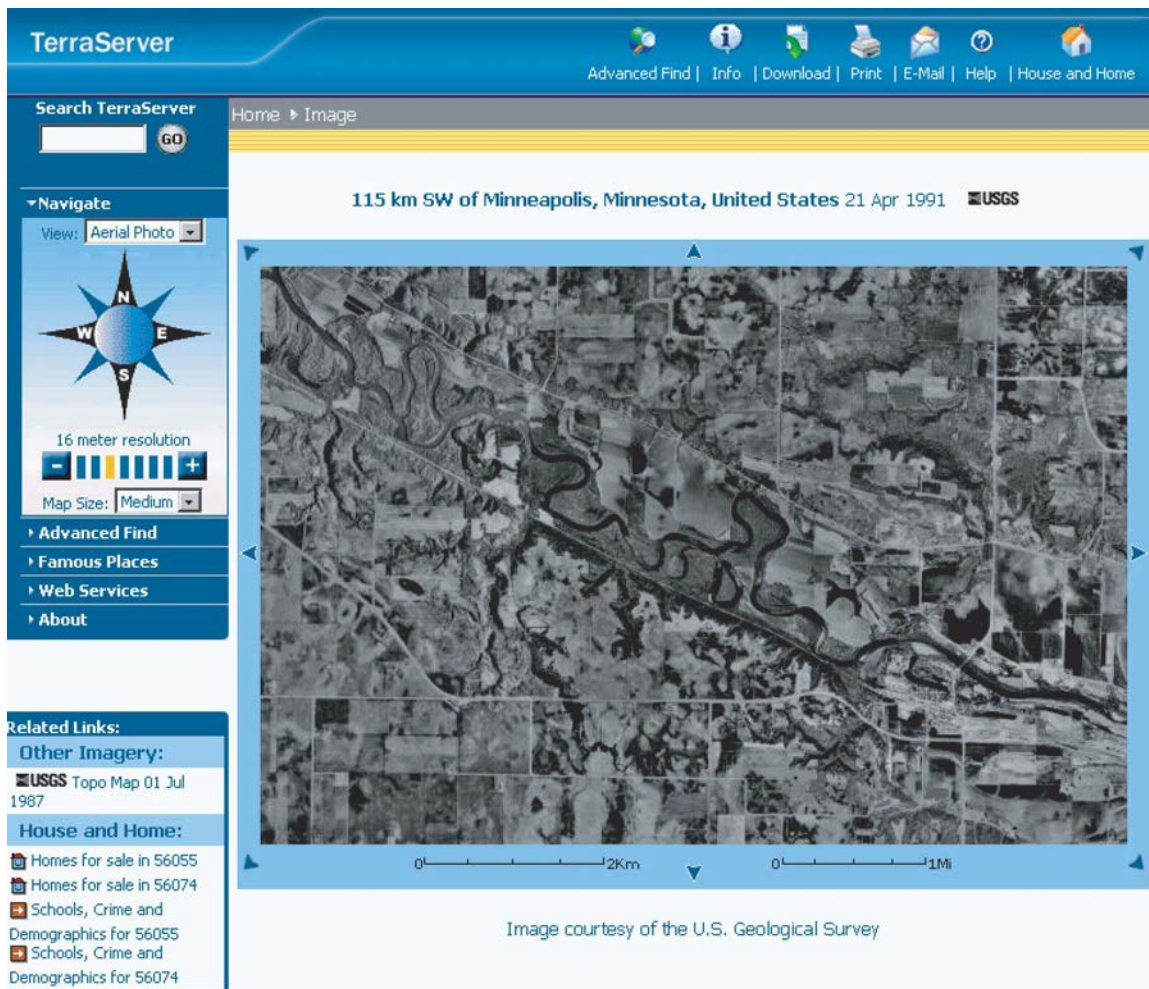 TerraServer
Advanced Find | Info | Download | Print | E-Mail | Help | House and Home
Search TerraServer
GO
Home Image
Navigate
View: Aerial Photo
N
W E
S
16 meter resolution
- +
Map Size: Medium
Advanced Find
Famous Places
Web Services
About
115 km SW of Minneapolis, Minnesota, United States 21 Apr 1991 USGS
0 2Km 0 1Mi
Image courtesy of the U.S. Geological Survey
Related Links:
Other Imagery:
USGS Topo Map 01 Jul
1987
House and Home:
Homes for sale in 56055
Homes for sale in 56074
Schools, Crime and
Demographics for 56055
Schools, Crime and
Demographics for 56074